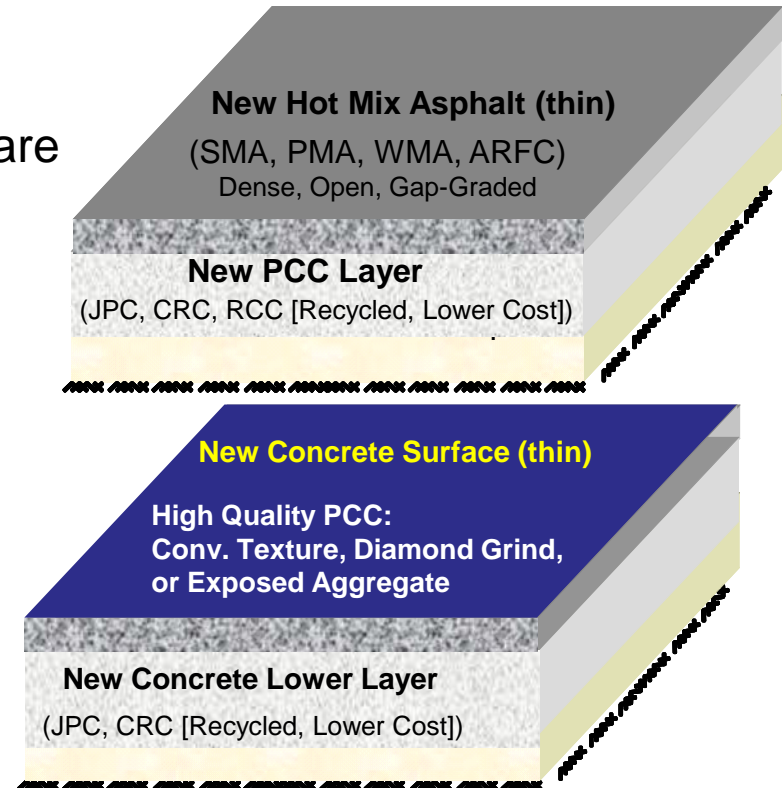 are
New Hot Mix Asphalt (thin)
(SMA, PMA, WMA, ARFC)
Dense, Open, Gap-Graded
New PCC Layer
(JPC, CRC, RCC [Recycled, Lower Cost])
New Concrete Surface (thin)
High Quality PCC:
Conv. Texture, Diamond Grind,
or Exposed Aggregate
New Concrete Lower Layer
(JPC, CRC [Recycled, Lower Cost])